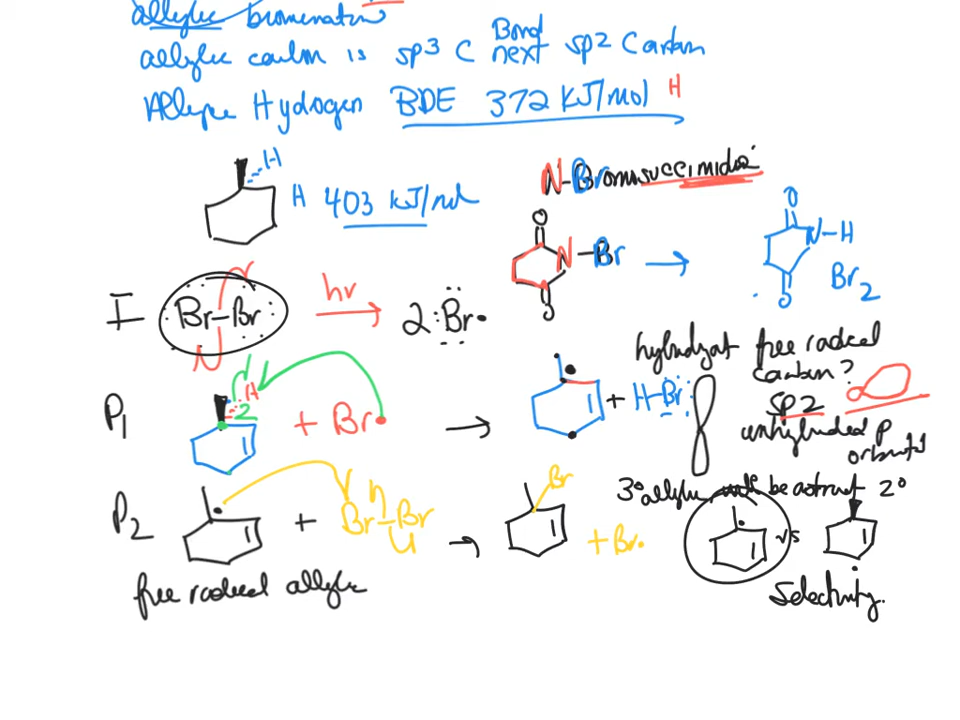 allylic bromination
allylic carbon is sp3 C Bond next sp2 Carbon
Allylic Hydrogen BDE 372 KJ/mol H
H
H 403 KJ/mol
N-Bromosuccinimide
O
N-Br
O
→
O
N-H
O
Br2
I Br-Br hv → 2 :Br•
P1 H 2 + Br• → + H-Br:
hybridizat free radical
carbon?
sp2
unhybridized p
orbital
P2 + Br-Br → Br + Br•
3° allylic will be abstract 2°
vs
free radical allylic
Selectivity.